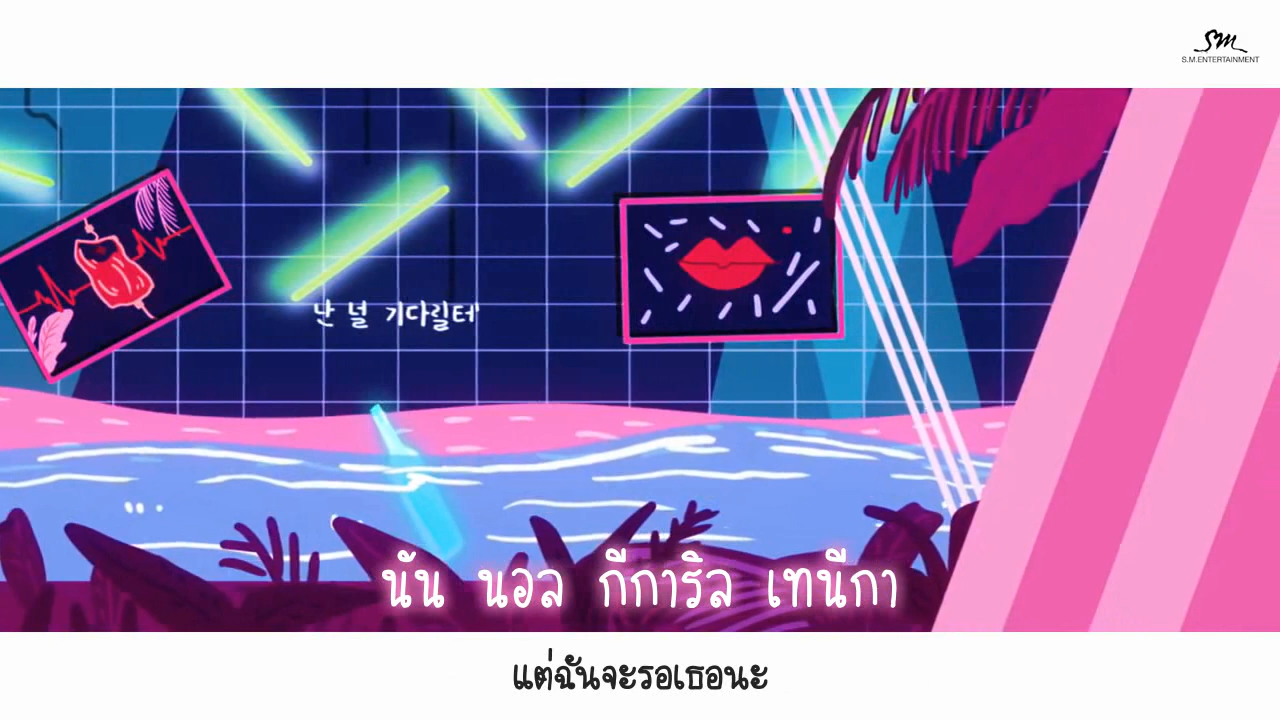 SM
S.M.ENTERTAINMENT
난 널 기다릴터
นัน นอล กีการิล เทนีกา
แต่ฉันจะรอเธอนะ